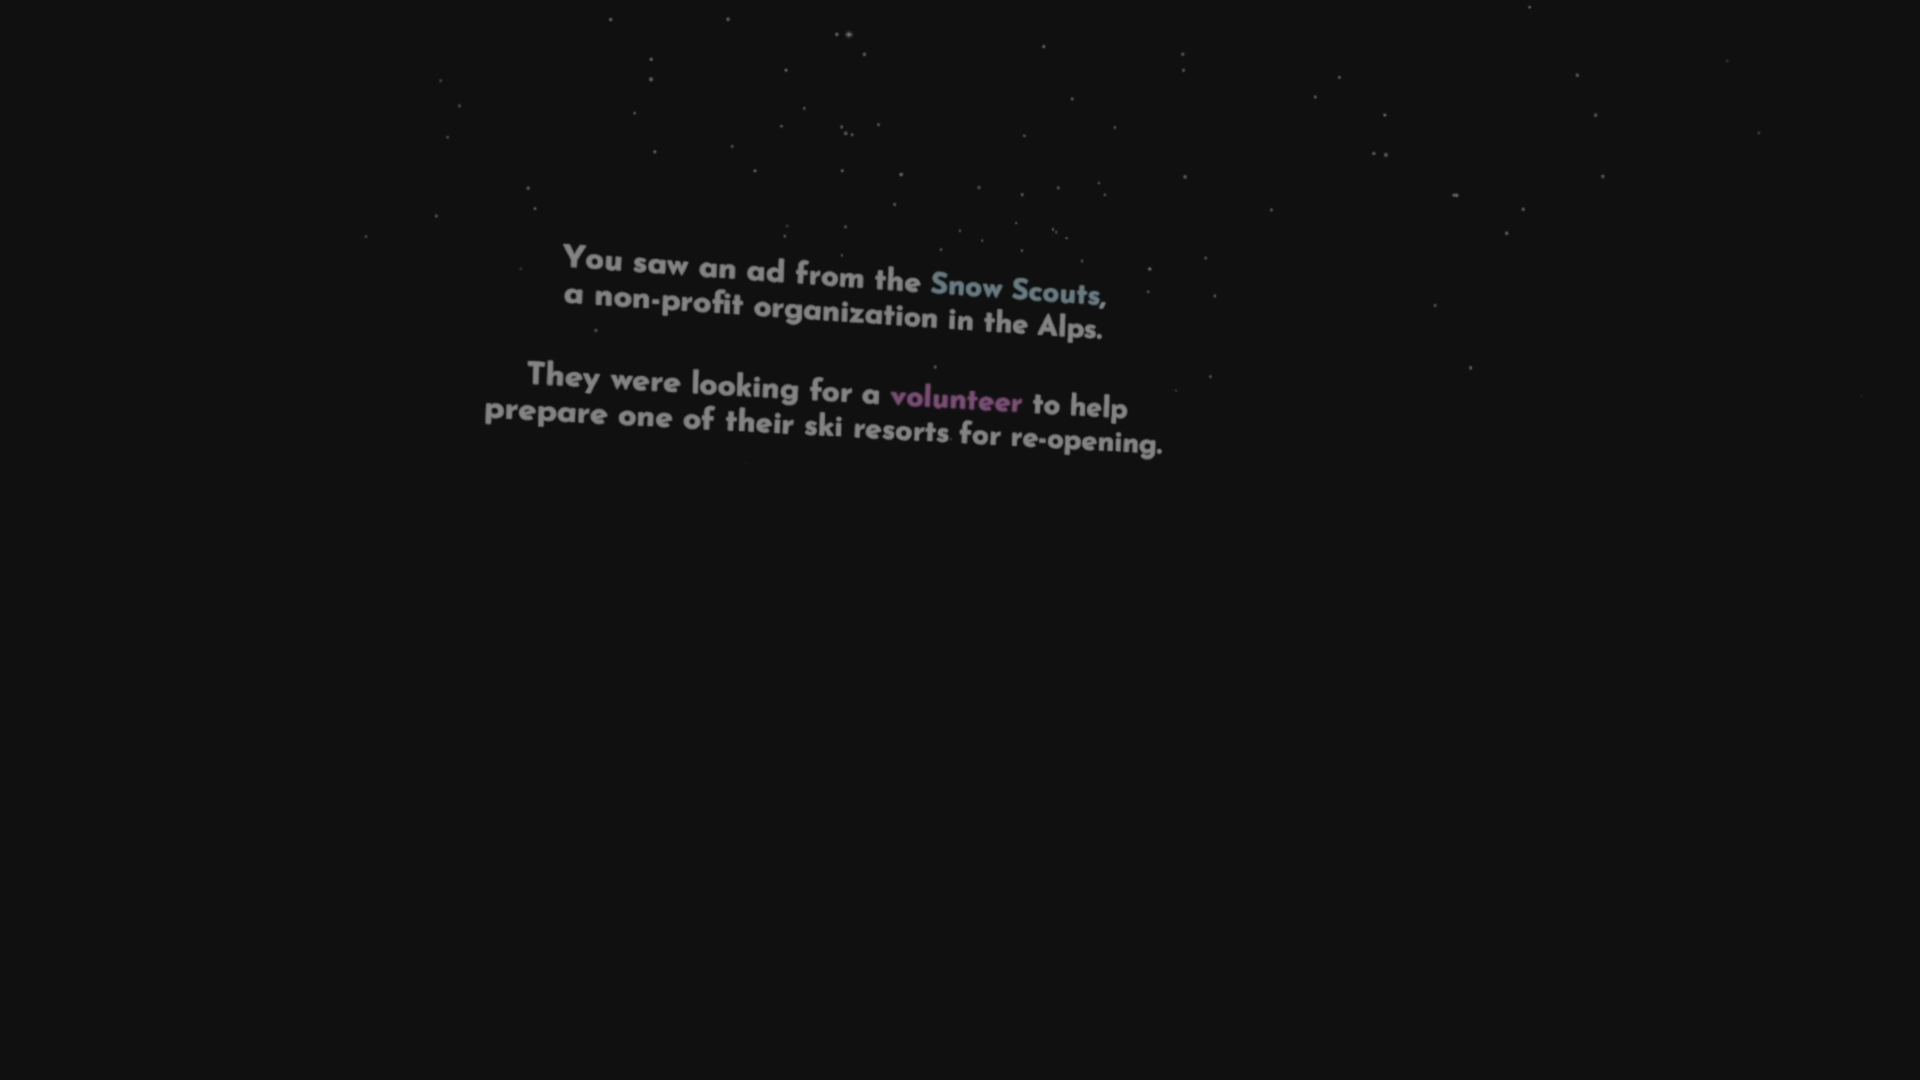 You saw an ad from the Snow Scouts,
a non-profit organization in the Alps.
They were looking for a volunteer to help
prepare one of their ski resorts for re-opening.